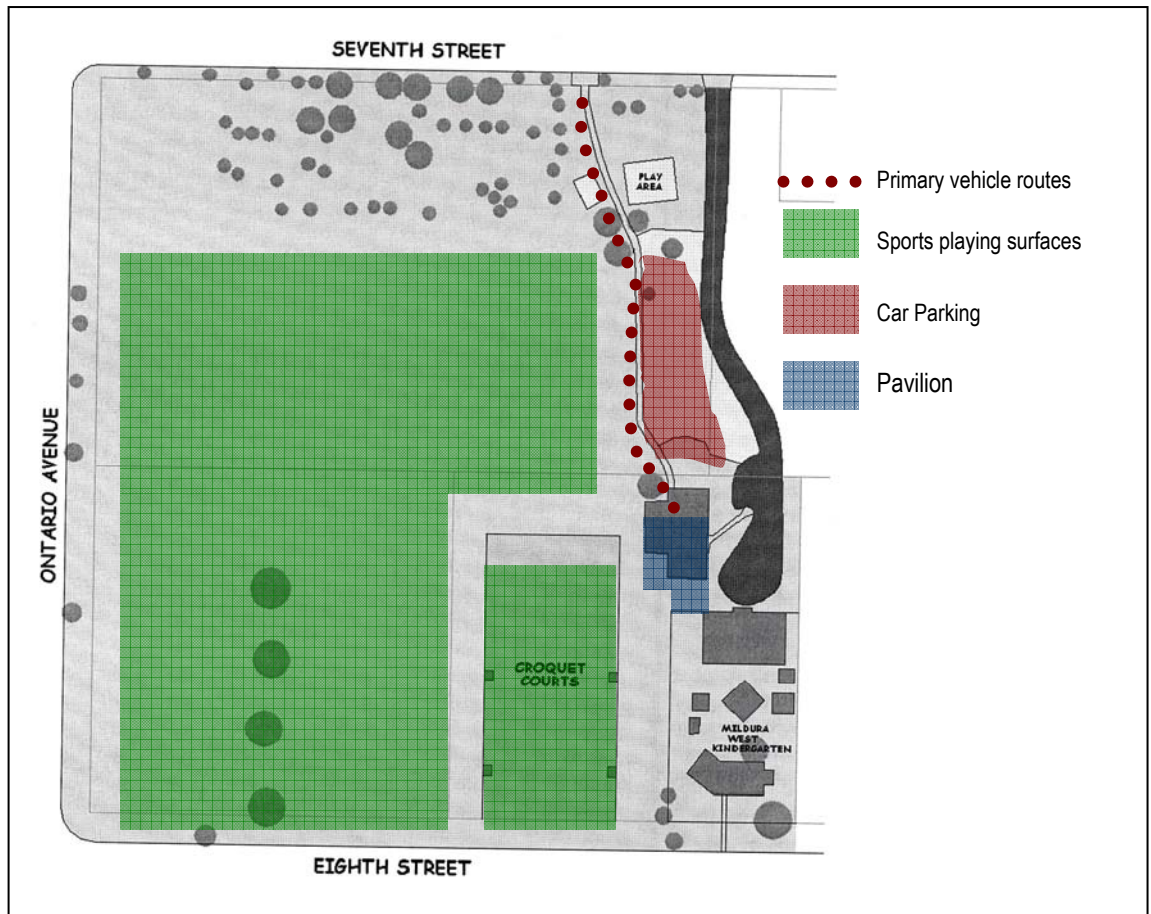 SEVENTH STREET
PLAY
AREA
Primary vehicle routes
Sports playing surfaces
Car Parking
Pavilion
ONTARIO AVENUE
CROQUET
COURTS
MILDURA
WEST
KINDERGARTEN
EIGHTH STREET